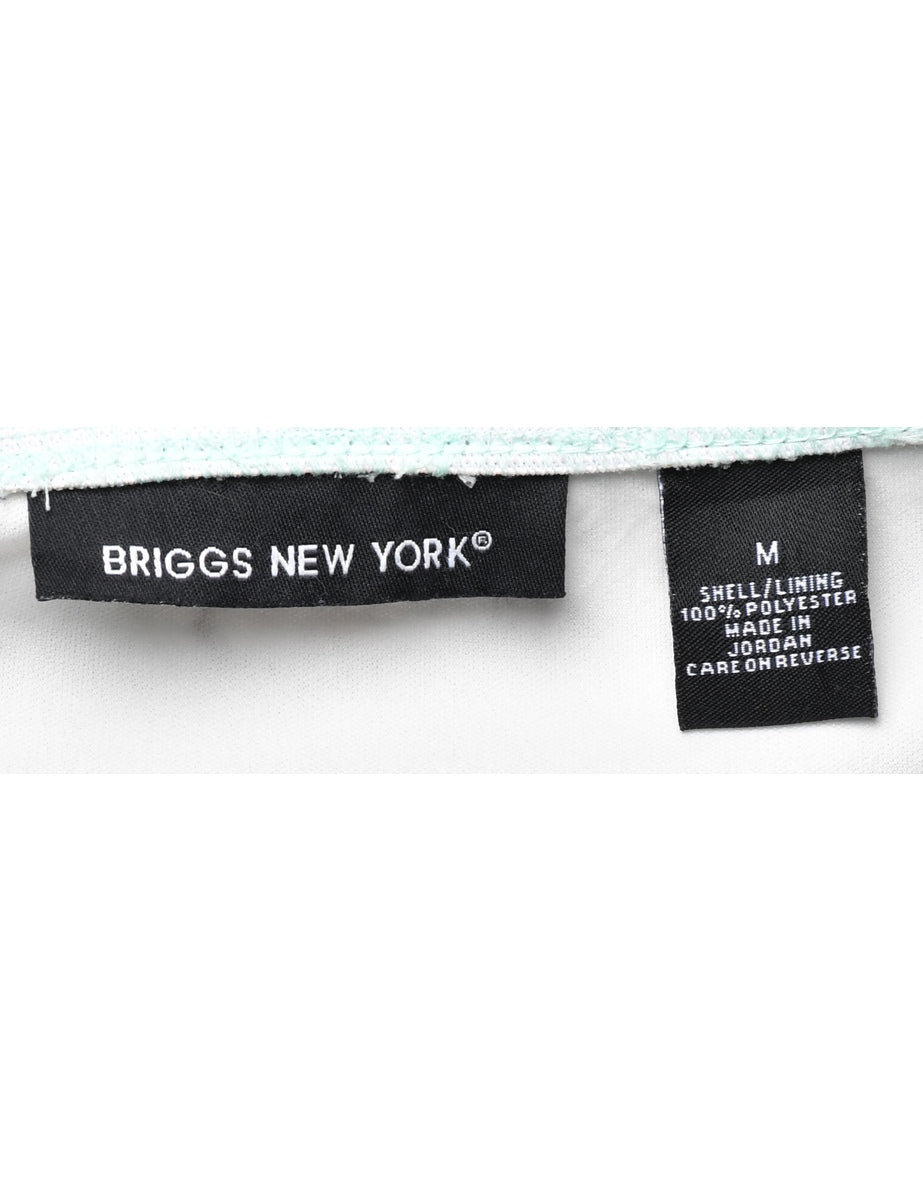 BRIGGS NEW YORK®
M
SHELL/LINING
100% POLYESTER
MADE IN
JORDAN
CARE ON REVERSE